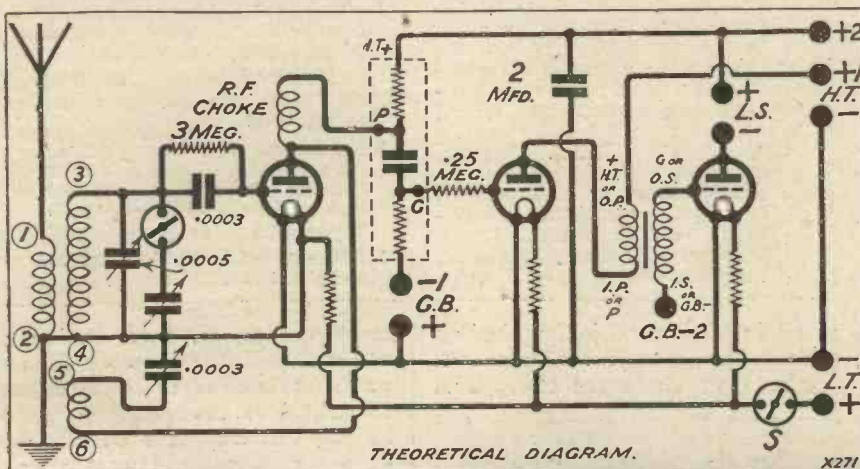 +2
H.T.+
+1
R.F.
CHOKE
2
MFD.
+
L.S.
-
H.T.
-
P
3 MEG.
.25
MEG.
+
H.T.
OR
O.P.
G OR
O.S.
3
.0003
G
1
.0005
-1
G.B.
+
I.P.
OR
P
I.S.
OR
G.B.-
G.B.-2
2
4
5
.0003
-
L.T.
+
6
S
THEORETICAL DIAGRAM.
X271